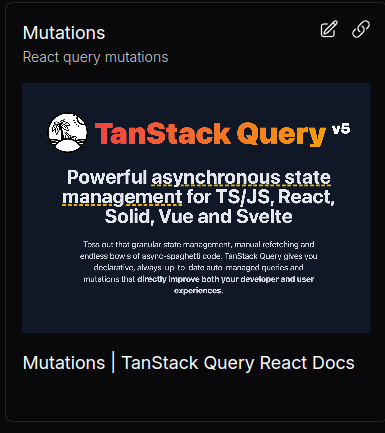 Mutations
React query mutations
TanStack Query v5
Powerful asynchronous state
management for TS/JS, React,
Solid, Vue and Svelte
Toss out that granular state management, manual refetching and
endless bowls of async-spaghetti code. TanStack Query gives you
declarative, always-up-to-date auto-managed queries and
mutations that directly improve both your developer and user
experiences.
Mutations | TanStack Query React Docs